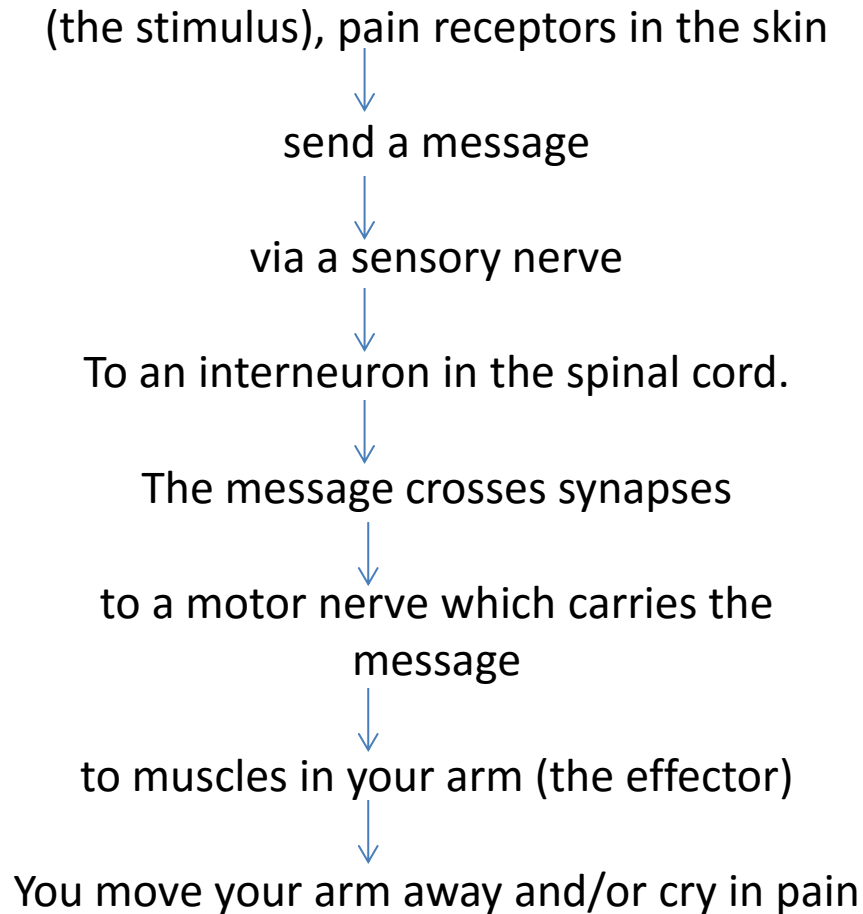 (the stimulus), pain receptors in the skin
send a message
via a sensory nerve
To an interneuron in the spinal cord.
The message crosses synapses
to a motor nerve which carries the
message
to muscles in your arm (the effector)
You move your arm away and/or cry in pain